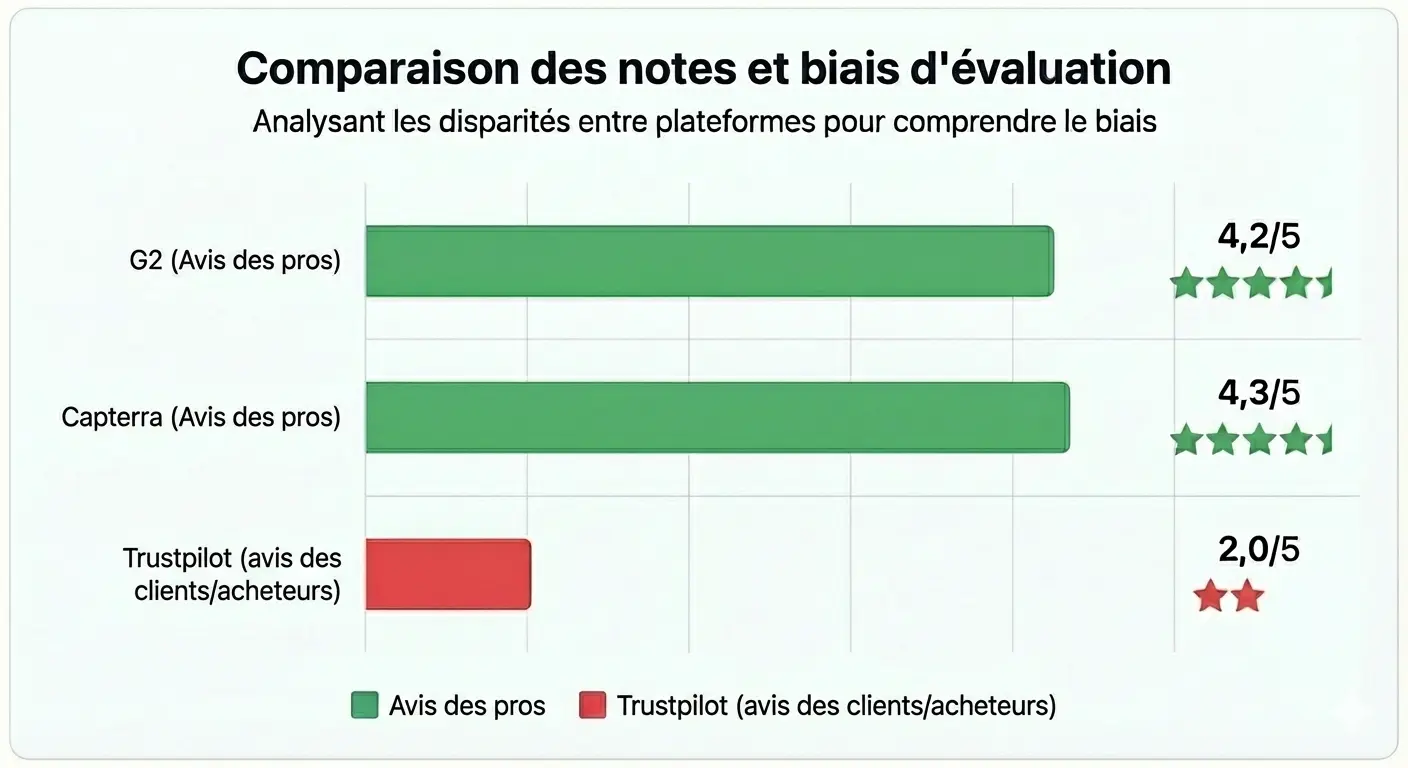 Comparaison des notes et biais d'évaluation
Analysant les disparités entre plateformes pour comprendre le biais
G2 (Avis des pros)
4,2/5
Capterra (Avis des pros)
4,3/5
Trustpilot (avis des
clients/acheteurs)
2,0/5
Avis des pros
Trustpilot (avis des clients/acheteurs)